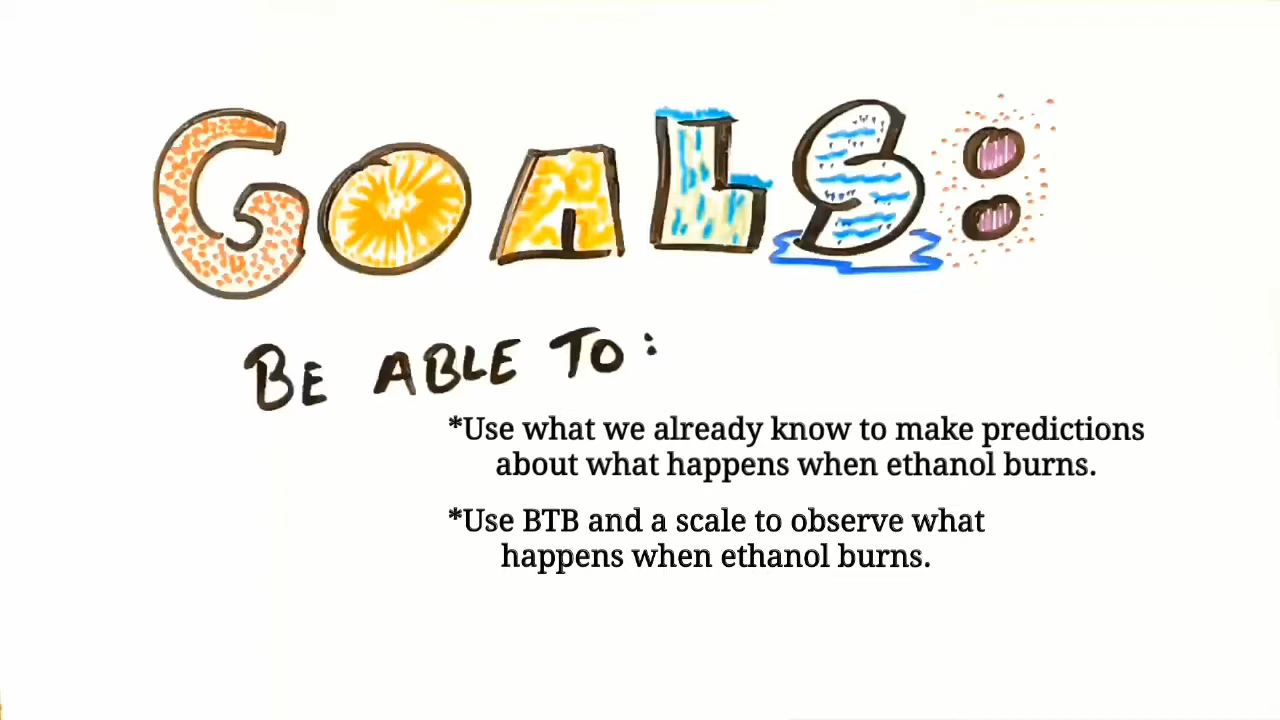 GOALS:
BE ABLE TO:
*Use what we already know to make predictions
about what happens when ethanol burns.
*Use BTB and a scale to observe what
happens when ethanol burns.